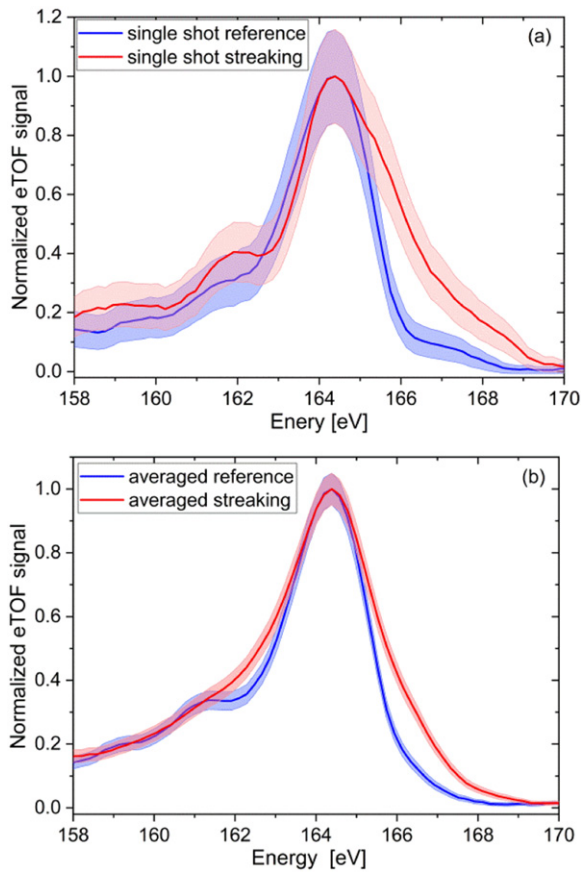 single shot reference
single shot streaking
(a)
Normalized eTOF signal
1.2
1.0
0.8
0.6
0.4
0.2
0.0
158 160 162 164 166 168 170
Enery [eV]
averaged reference
averaged streaking
(b)
Normalized eTOF signal
1.0
0.8
0.6
0.4
0.2
0.0
158 160 162 164 166 168 170
Energy [eV]